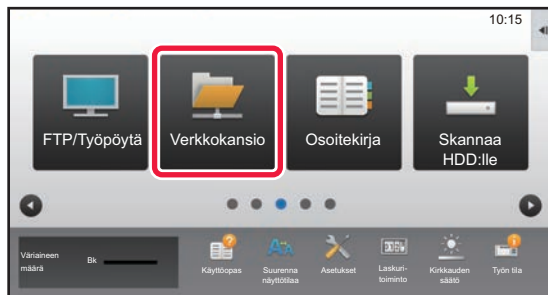 10:15
FTP/Työpöytä
Verkkokansio
Osoitekirja
Skannaa
HDD:lle
Väriaineen
määrä
Bk
Käyttöopas
Suurenna
näyttötilaa
Asetukset
Laskuri-
toiminto
Kirkkauden
säätö
Työn tila